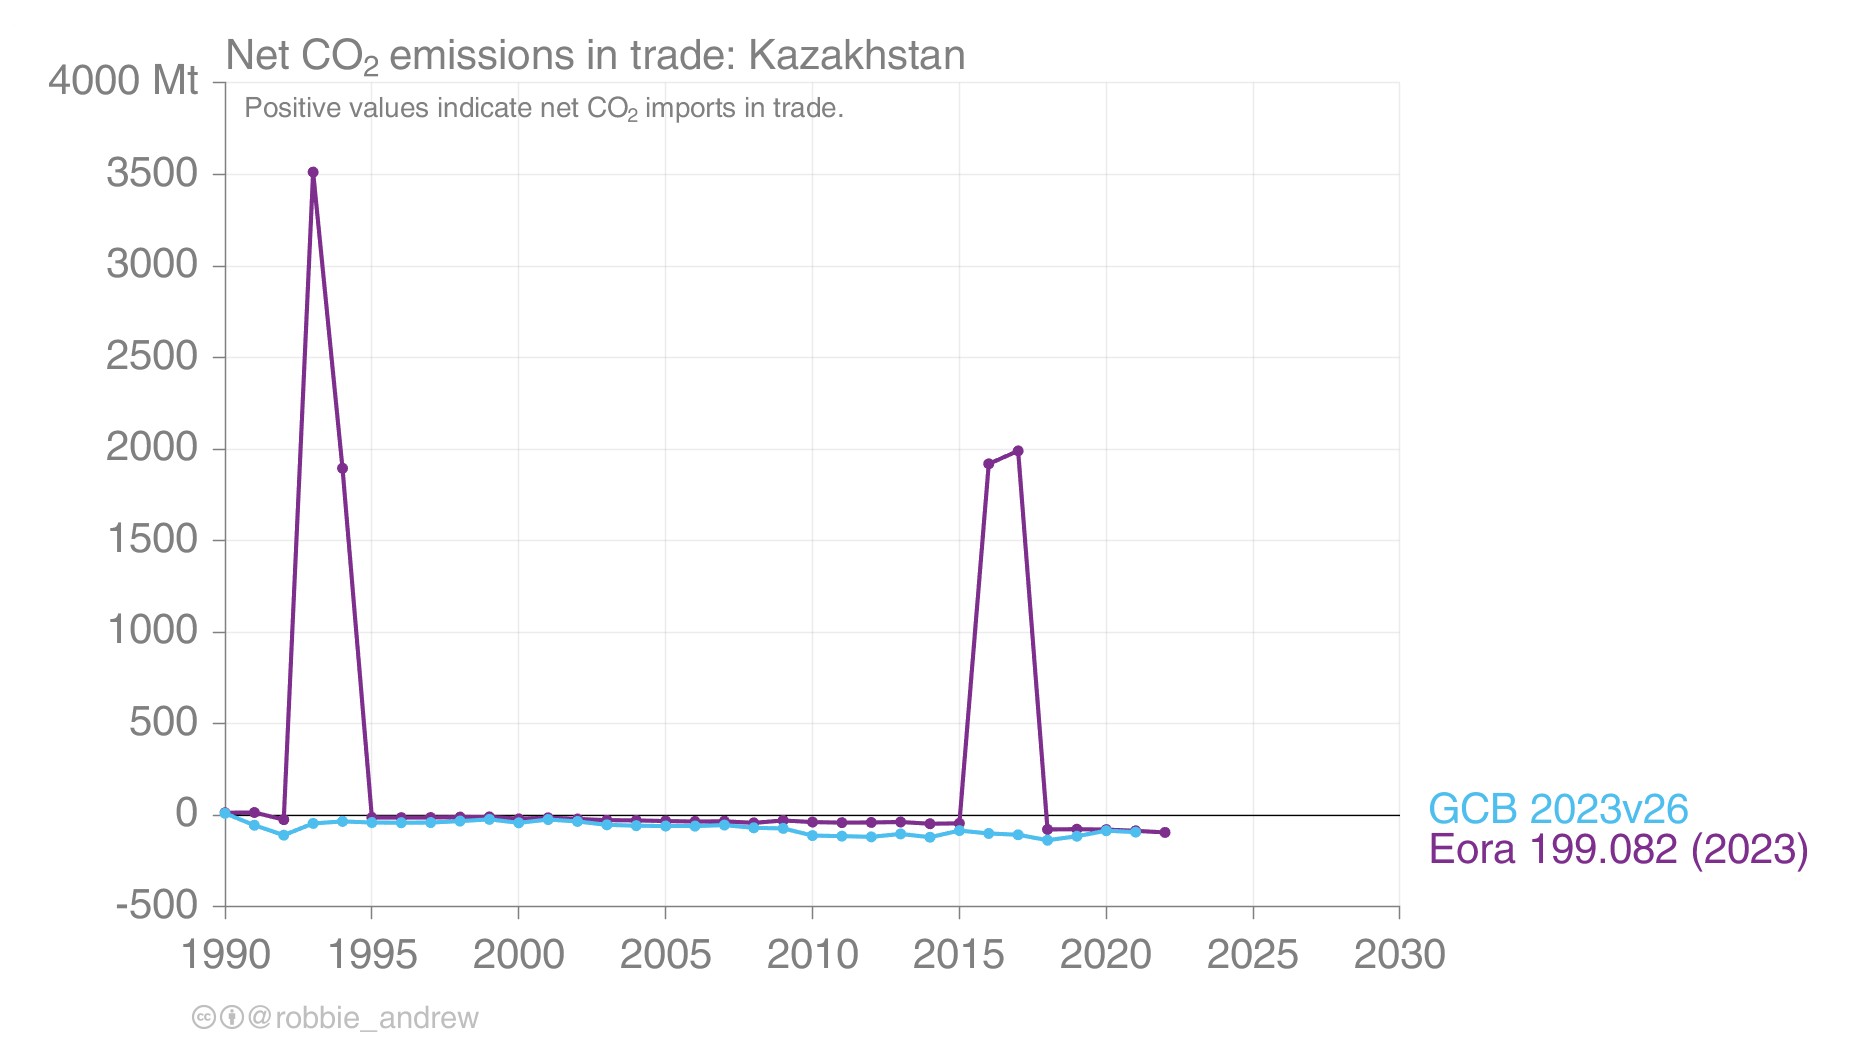 Net CO₂ emissions in trade: Kazakhstan
Positive values indicate net CO₂ imports in trade.
4000 Mt
3500
3000
2500
2000
1500
1000
500
0
-500
1990 1995 2000 2005 2010 2015 2020 2025 2030
GCB 2023v26
Eora 199.082 (2023)
@robbie_andrew